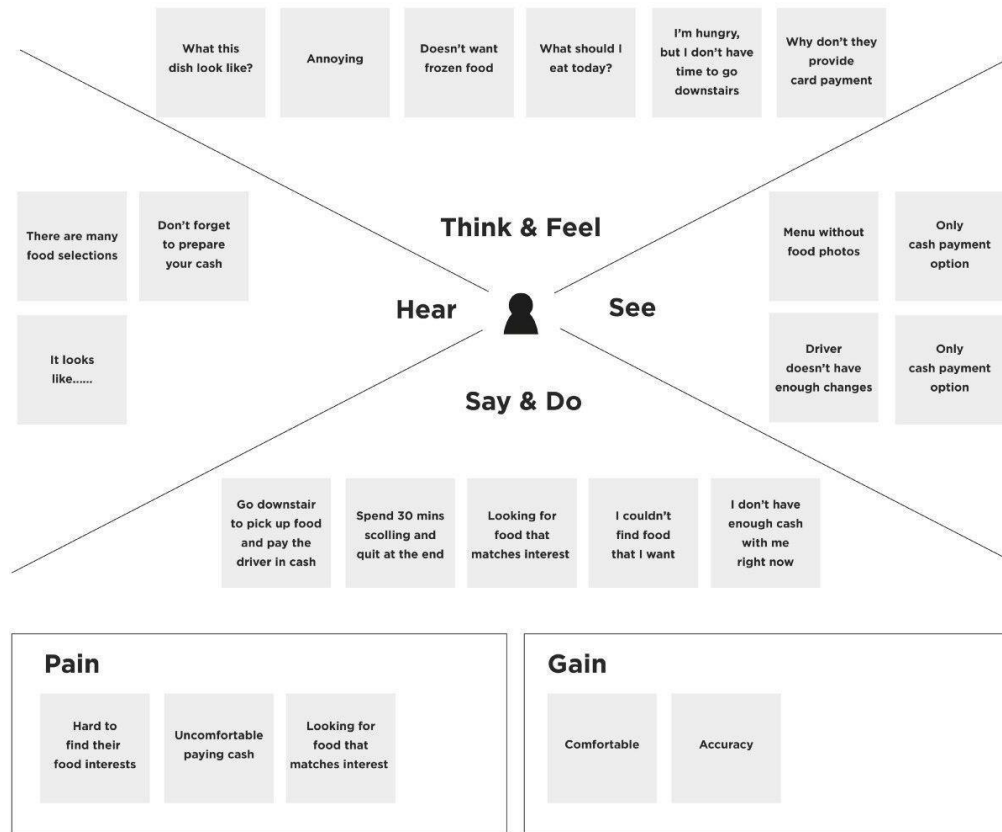 What this
dish look like?
Annoying
Doesn't want
frozen food
What should I
eat today?
I'm hungry,
but I don't have
time to go
downstairs
Why don't they
provide
card payment
Think & Feel
There are many
food selections
Don't forget
to prepare
your cash
It looks
like......
Hear
See
Menu without
food photos
Only
cash payment
option
Driver
doesn't have
enough changes
Only
cash payment
option
Say & Do
Go downstair
to pick up food
and pay the
driver in cash
Spend 30 mins
scolling and
quit at the end
Looking for
food that
matches interest
I couldn't
find food
that I want
I don't have
enough cash
with me
right now
Pain
Hard to
find their
food interests
Uncomfortable
paying cash
Looking for
food that
matches interest
Gain
Comfortable
Accuracy